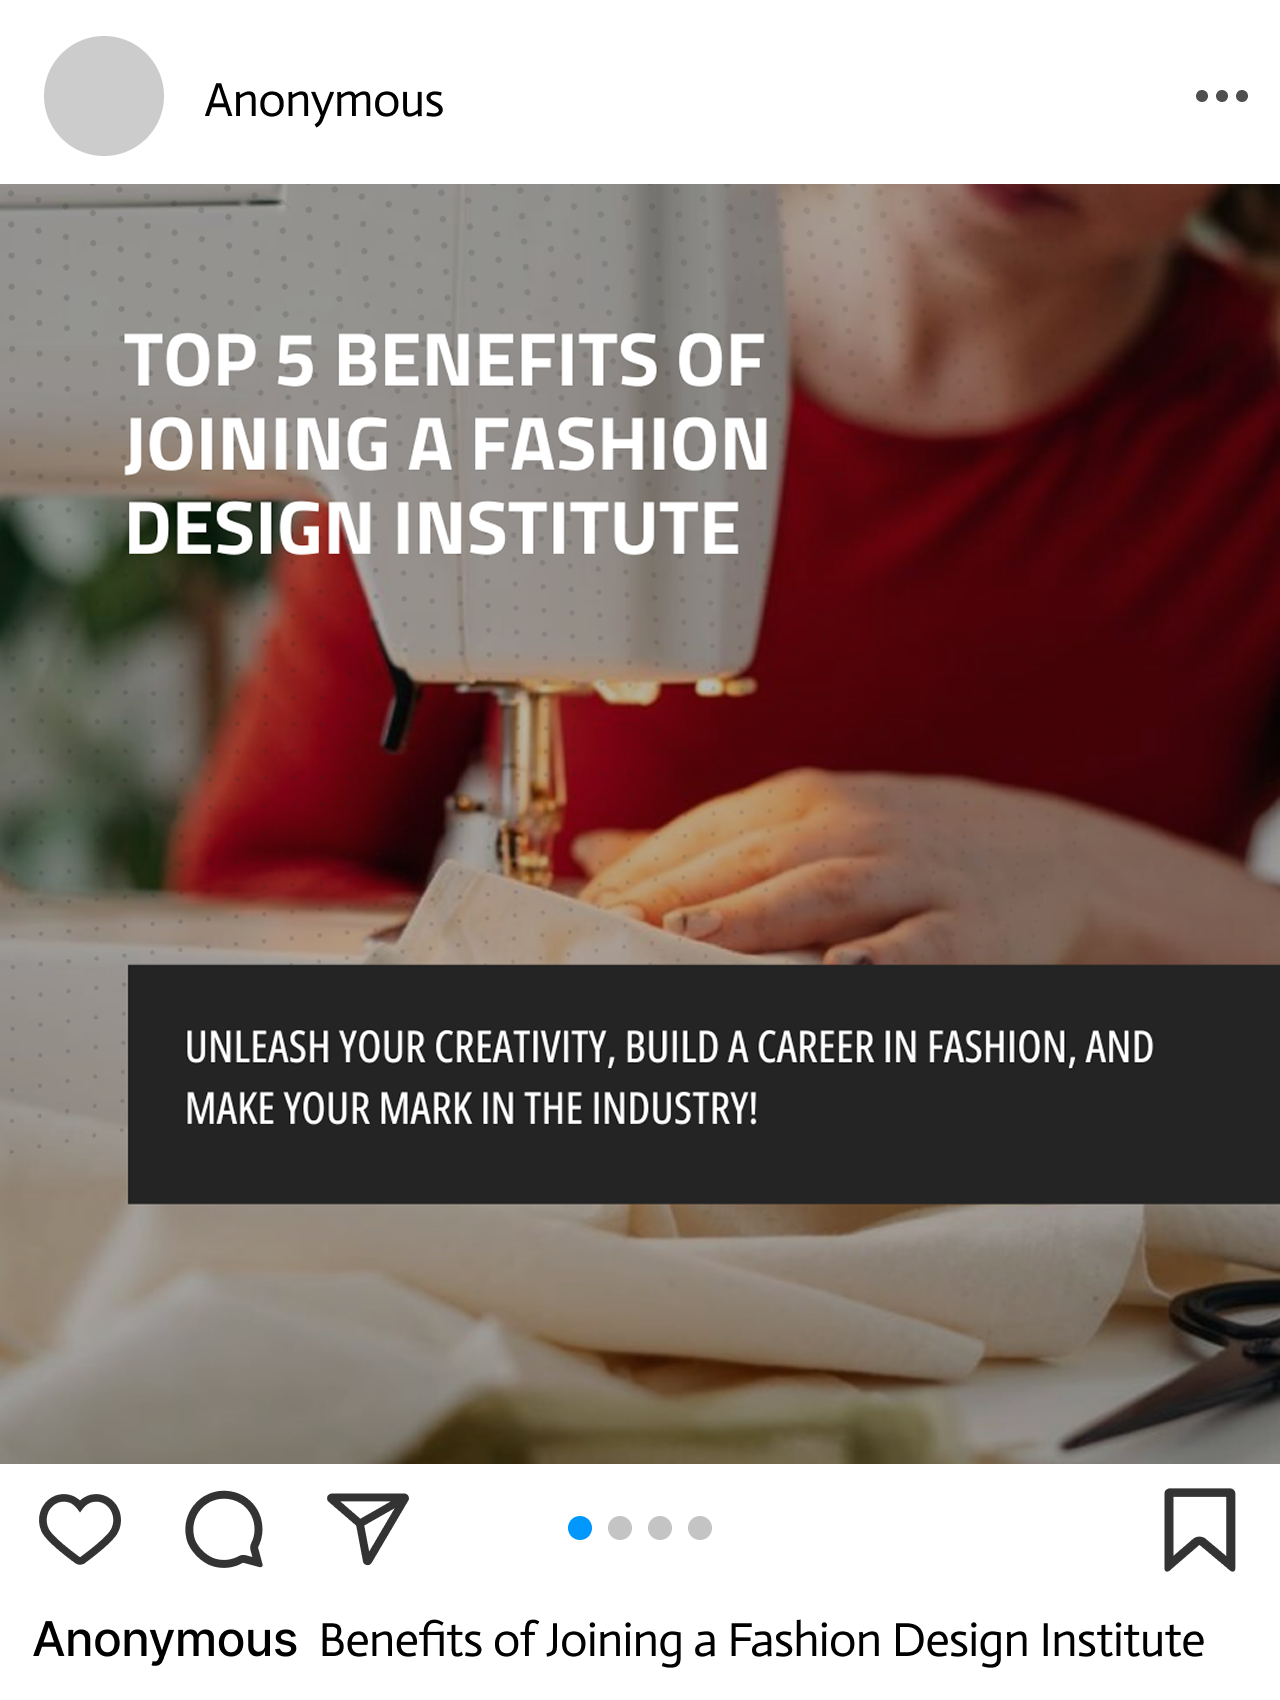 Anonymous
TOP 5 BENEFITS OF
JOINING A FASHION
DESIGN INSTITUTE
UNLEASH YOUR CREATIVITY, BUILD A CAREER IN FASHION, AND
MAKE YOUR MARK IN THE INDUSTRY!
Anonymous Benefits of Joining a Fashion Design Institute